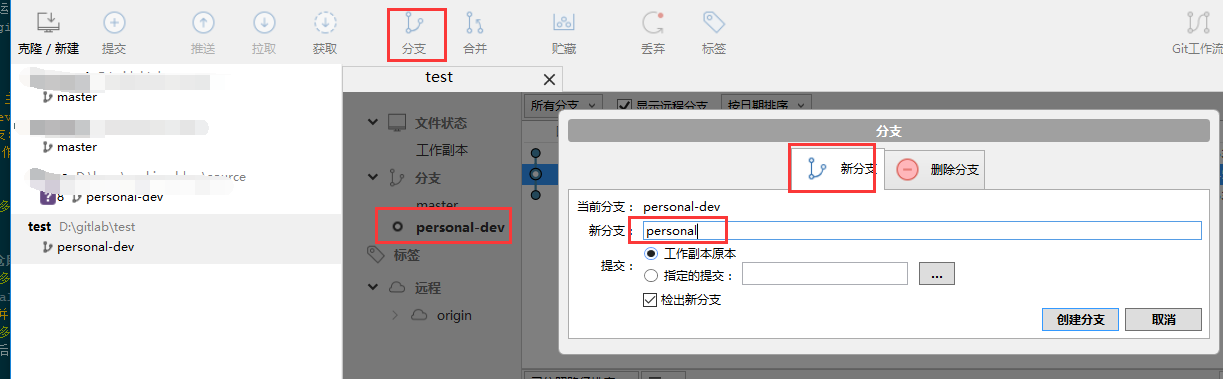 克隆 / 新建 提交 推送 拉取 获取 分支 合并 贮藏 丢弃 标签 Git工作流
master
master
8 personal-dev
test D:\gitlab\test
personal-dev
test
文件状态
工作副本
分支
master
personal-dev
标签
远程
origin
所有分支 显示远程分支 按日期排序
分支
新分支 删除分支
当前分支： personal-dev
新分支： personal
提交： 工作副本原本
指定的提交： ...
检出新分支
创建分支 取消